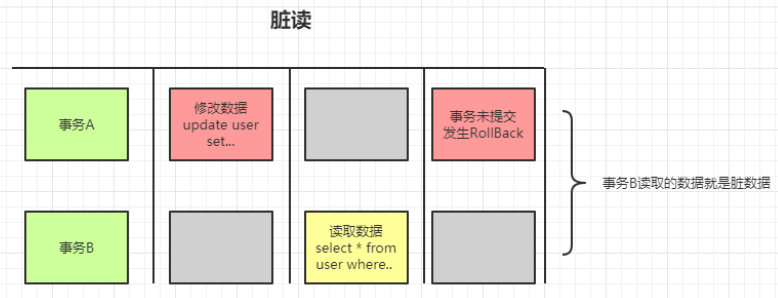 脏读
事务A
修改数据
update user
set...
事务未提交
发生RollBack
事务B读取的数据就是脏数据
事务B
读取数据
select * from
user where..